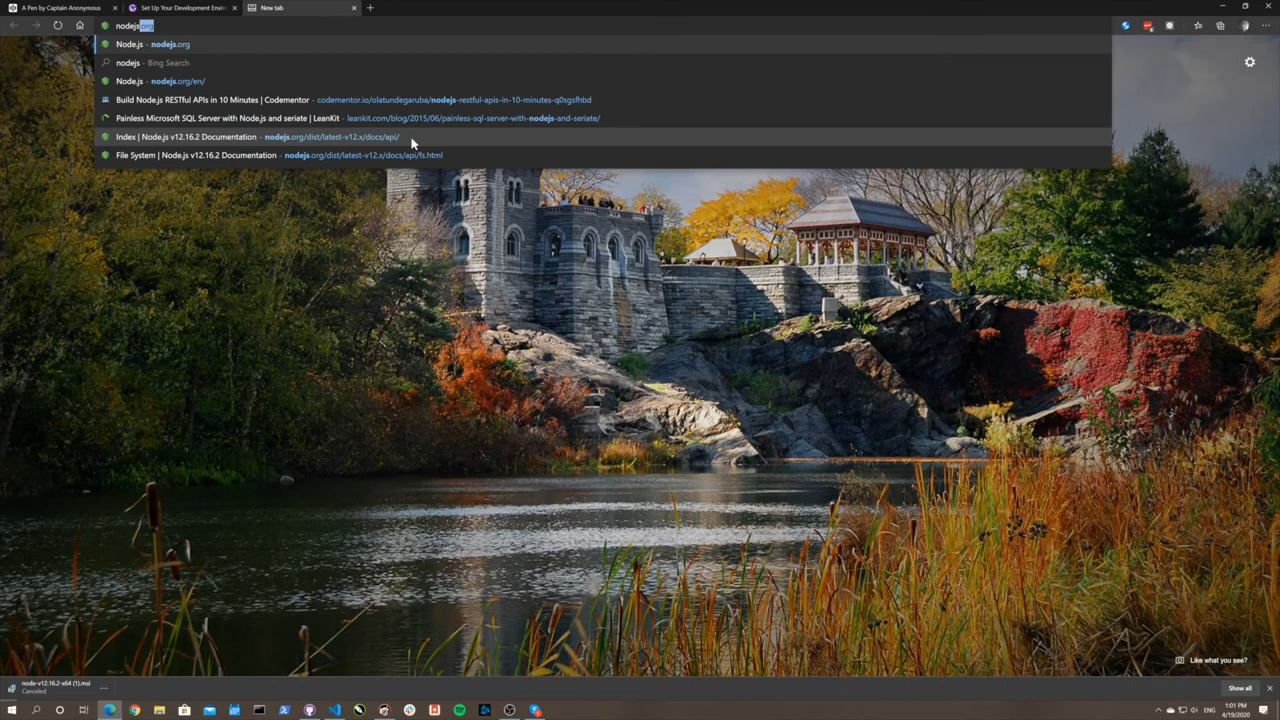 A Pen by Captain Anonymous
Set Up Your Development Envir
New tab
nodejs.org
Node.js - nodejs.org
nodejs - Bing Search
Node.js - nodejs.org/en/
Build Node.js RESTful APIs in 10 Minutes | Codementor - codementor.io/olatundegaruba/nodejs-restful-apis-in-10-minutes-q0sgsfhbd
Painless Microsoft SQL Server with Node.js and seriate | LeanKit - leankit.com/blog/2015/06/painless-sql-server-with-nodejs-and-seriate/
Index | Node.js v12.16.2 Documentation - nodejs.org/dist/latest-v12.x/docs/api/
File System | Node.js v12.16.2 Documentation - nodejs.org/dist/latest-v12.x/docs/api/fs.html
Like what you see?
node-v12.16.2-x64 (1).msi
Canceled
Show all
ENG
1:01 PM
4/19/2020